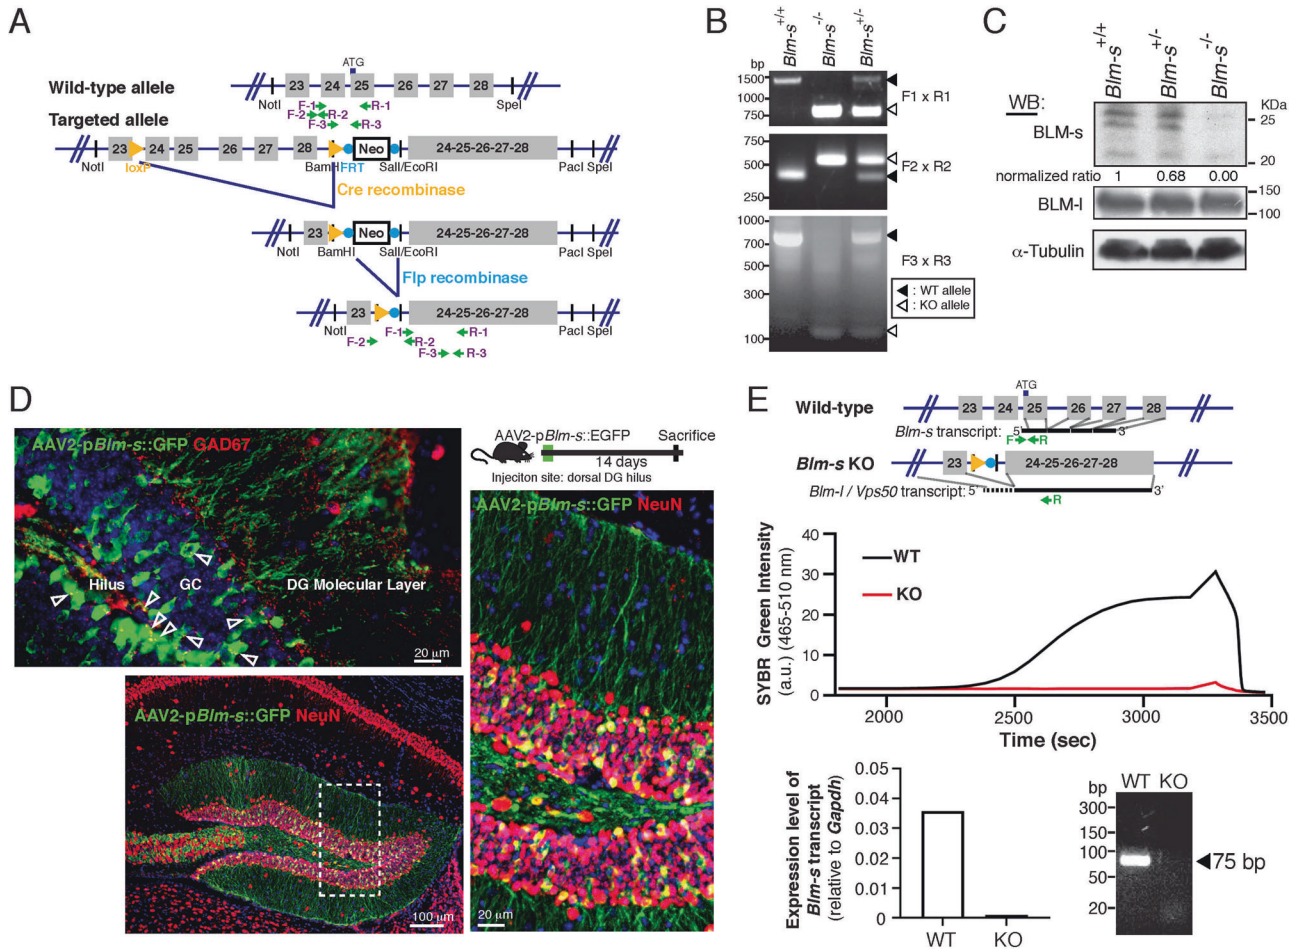 A
ATG
Wild-type allele
23 24 25 26 27 28
NotI
SpeI
F-1 R-1
F-2 R-2
F-3 R-3
Targeted allele
23 24 25 26 27 28 Neo 24-25-26-27-28
NotI loxP BamHI FRT SalI/EcoRI PacI SpeI
Cre recombinase
23 Neo 24-25-26-27-28
NotI BamHI SalI/EcoRI PacI SpeI
Flp recombinase
23 24-25-26-27-28
NotI PacI SpeI
F-1 R-1
F-2 R-2
F-3 R-3
B
Blm-s+/+ Blm-s-/- Blm-s+/-
bp
1500
1000
750
F1 x R1
750
500
250
F2 x R2
1000
700
500
300
100
F3 x R3
: WT allele
: KO allele
C
Blm-s+/+ Blm-s+/- Blm-s-/-
WB:
KDa
BLM-s
25
20
normalized ratio 1 0.68 0.00
BLM-l
150
100
α-Tubulin
D
AAV2-pBlm-s::GFP GAD67
Hilus GC DG Molecular Layer
20 μm
AAV2-pBlm-s::EGFP Sacrifice
14 days
Injeciton site: dorsal DG hilus
AAV2-pBlm-s::GFP NeuN
20 μm
AAV2-pBlm-s::GFP NeuN
100 μm
E
ATG
Wild-type
23 24 25 26 27 28
Blm-s transcript: 5' 3'
F R
Blm-s KO
23 24-25-26-27-28
Blm-l / Vps50 transcript: 5' 3'
R
SYBR Green Intensity
(a.u.) (465-510 nm)
40
30
20
10
0
WT
KO
2000 2500 3000 3500
Time (sec)
Expression level of
Blm-s transcript
(relative to Gapdh)
0.05
0.04
0.03
0.02
0.01
0
WT KO
WT KO
bp
300
150
100
50
20
75 bp